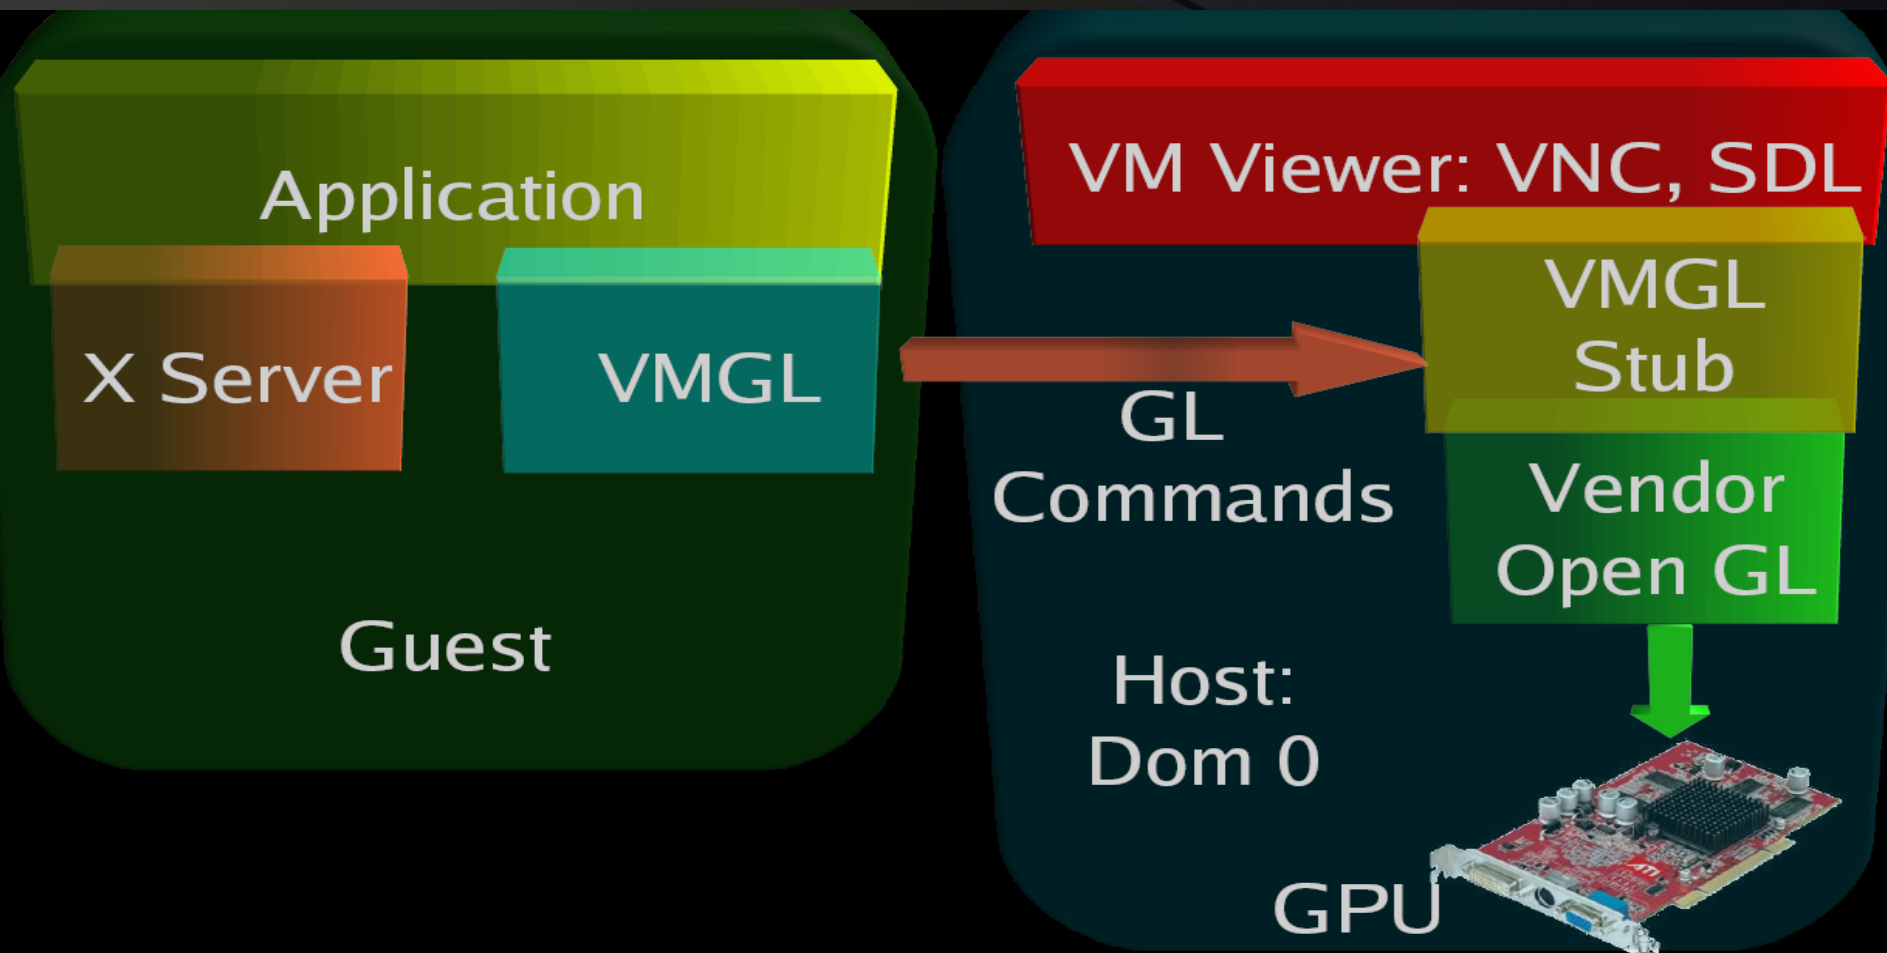 Application
X Server
VMGL
Guest
VM Viewer: VNC, SDL
VMGL
Stub
GL
Commands
Vendor
Open GL
Host:
Dom 0
GPU
ATI